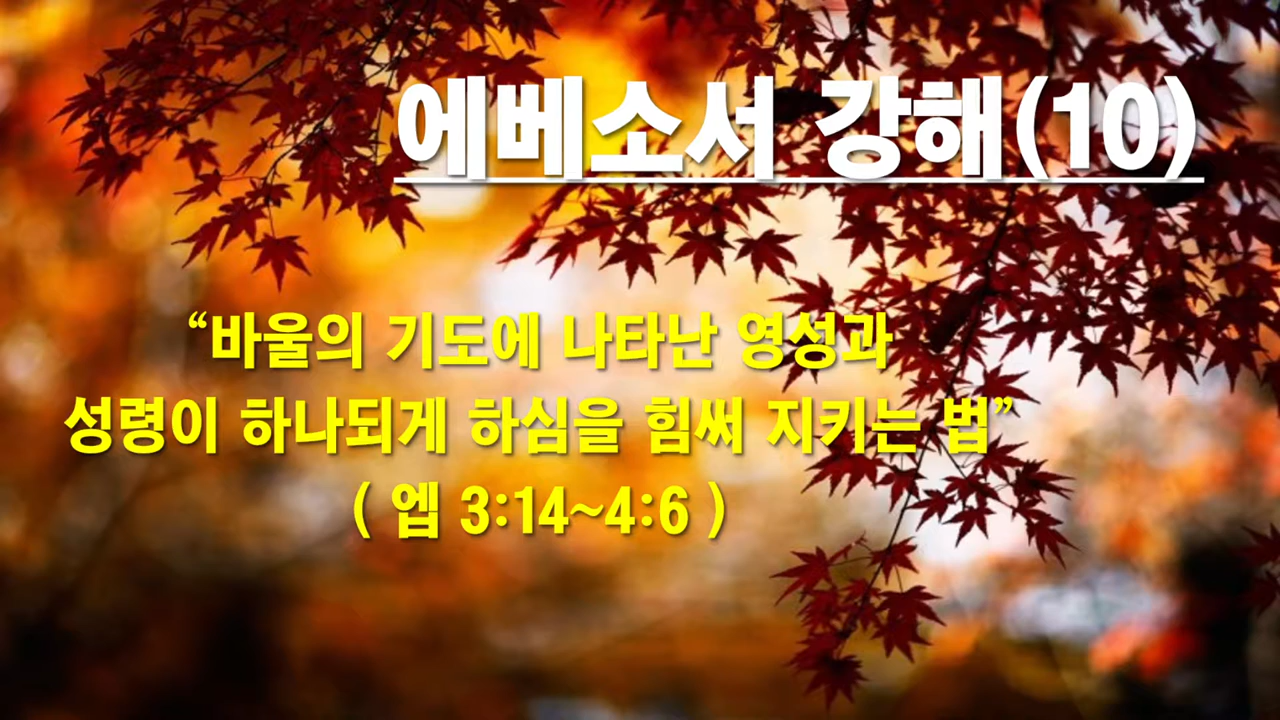 에베소서 강해(10)
“바울의 기도에 나타난 영성과
성령이 하나되게 하심을 힘써 지키는 법”
( 엡 3:14~4:6 )